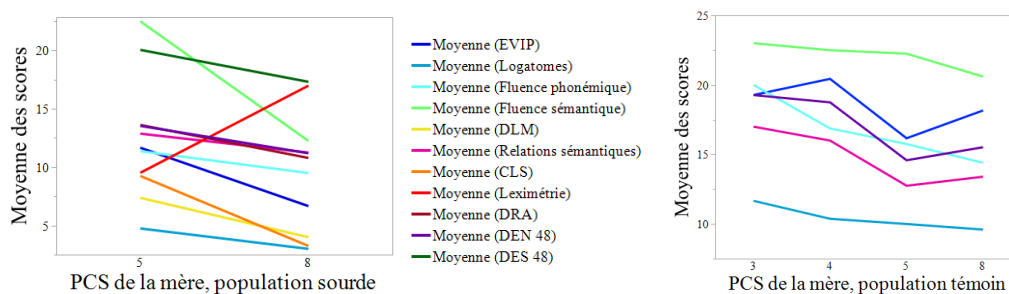 Moyenne des scores
20
15
10
5
5
8
PCS de la mère, population sourde
Moyenne (EVIP)
Moyenne (Logatomes)
Moyenne (Fluence phonémique)
Moyenne (Fluence sémantique)
Moyenne (DLM)
Moyenne (Relations sémantiques)
Moyenne (CLS)
Moyenne (Leximétrie)
Moyenne (DRA)
Moyenne (DEN 48)
Moyenne (DES 48)
Moyenne des scores
25
20
15
10
3
4
5
8
PCS de la mère, population témoin